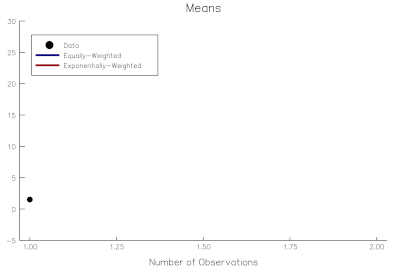 Means
30
Data
Equally-Weighted
Exponentially-Weighted
25
20
15
10
5
0
-5
1.00 1.25 1.50 1.75 2.00
Number of Observations